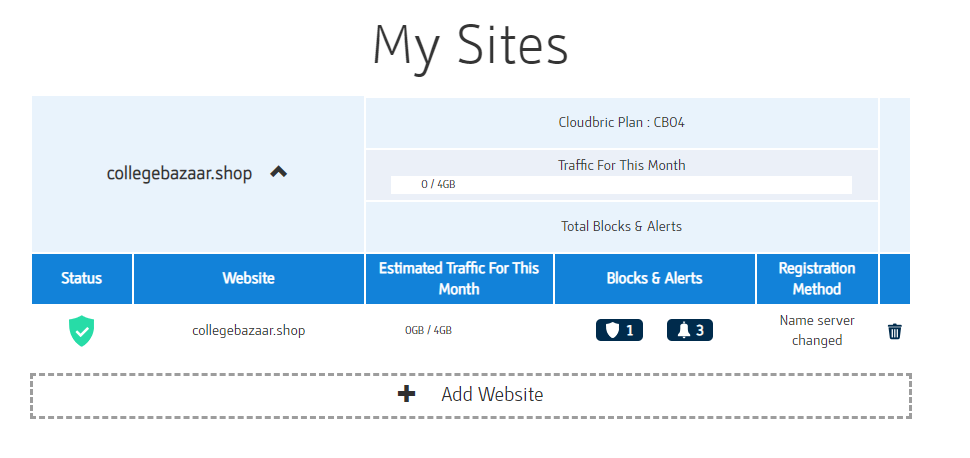 My Sites
collegebazaar.shop
Cloudbric Plan : CB04
Traffic For This Month
0 / 4GB
Total Blocks & Alerts
Status
Website
Estimated Traffic For This
Month
Blocks & Alerts
Registration
Method
collegebazaar.shop
0GB / 4GB
1
3
Name server
changed
Add Website